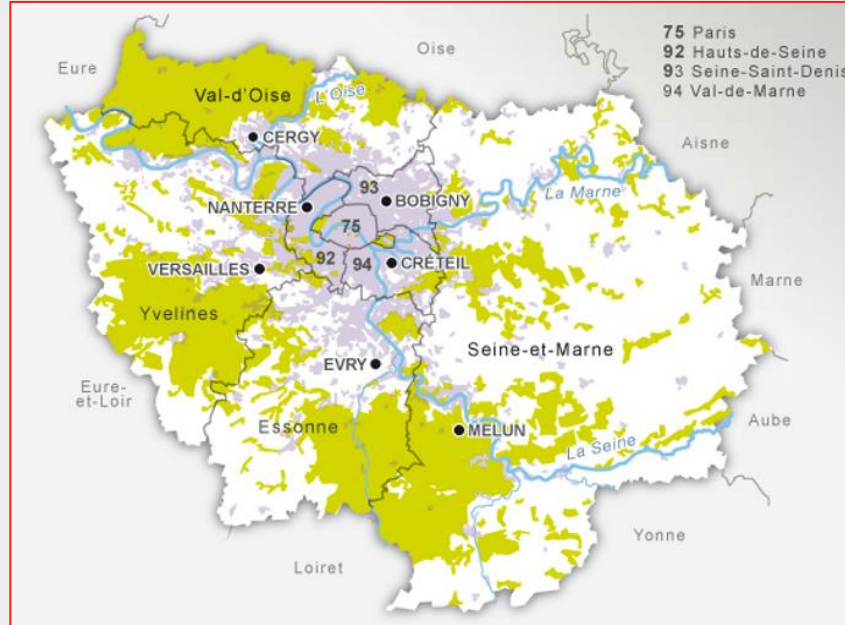 75 Paris
92 Hauts-de-Seine
93 Seine-Saint-Denis
94 Val-de-Marne
Oise
Eure
Val-d'Oise
L'Oise
CERGY
Aisne
93
La Marne
NANTERRE
BOBIGNY
75
92
94
CRÉTEIL
VERSAILLES
Marne
Yvelines
Seine-et-Marne
EVRY
Eure-
et-Loir
Essonne
MELUN
Aube
La Seine
Yonne
Loiret